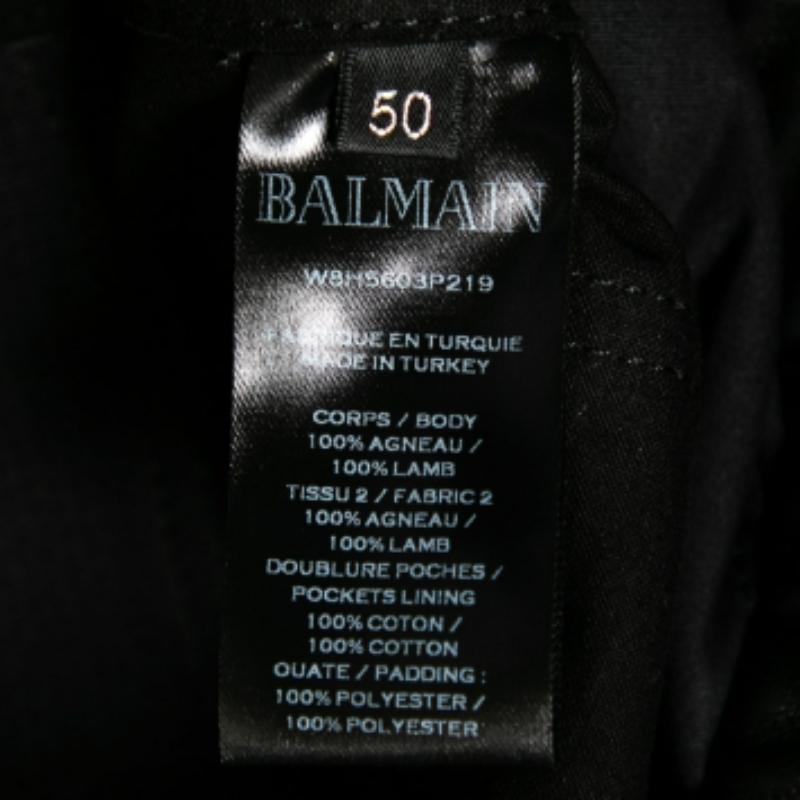 50
BALMAIN
W8H5603P219
FABRIQUE EN TURQUIE
MADE IN TURKEY
CORPS / BODY
100% AGNEAU /
100% LAMB
TISSU 2 / FABRIC 2
100% AGNEAU /
100% LAMB
DOUBLURE POCHES /
POCKETS LINING
100% COTON /
100% COTTON
OUATE / PADDING :
100% POLYESTER /
100% POLYESTER